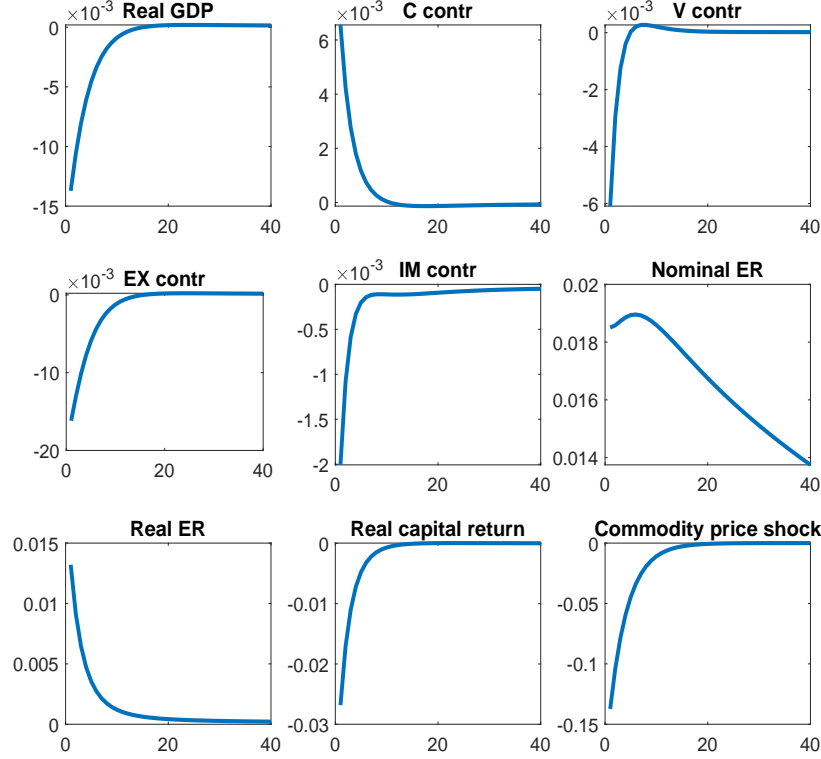 Real GDP
×10⁻³
0
-5
-10
-15
0 20 40
C contr
×10⁻³
6
4
2
0
0 20 40
V contr
×10⁻³
0
-2
-4
-6
0 20 40
EX contr
×10⁻³
0
-10
-20
0 20 40
IM contr
×10⁻³
0
-0.5
-1
-1.5
-2
0 20 40
Nominal ER
0.02
0.018
0.016
0.014
0 20 40
Real ER
0.015
0.01
0.005
0
0 20 40
Real capital return
0
-0.01
-0.02
-0.03
0 20 40
Commodity price shock
0
-0.05
-0.1
-0.15
0 20 40